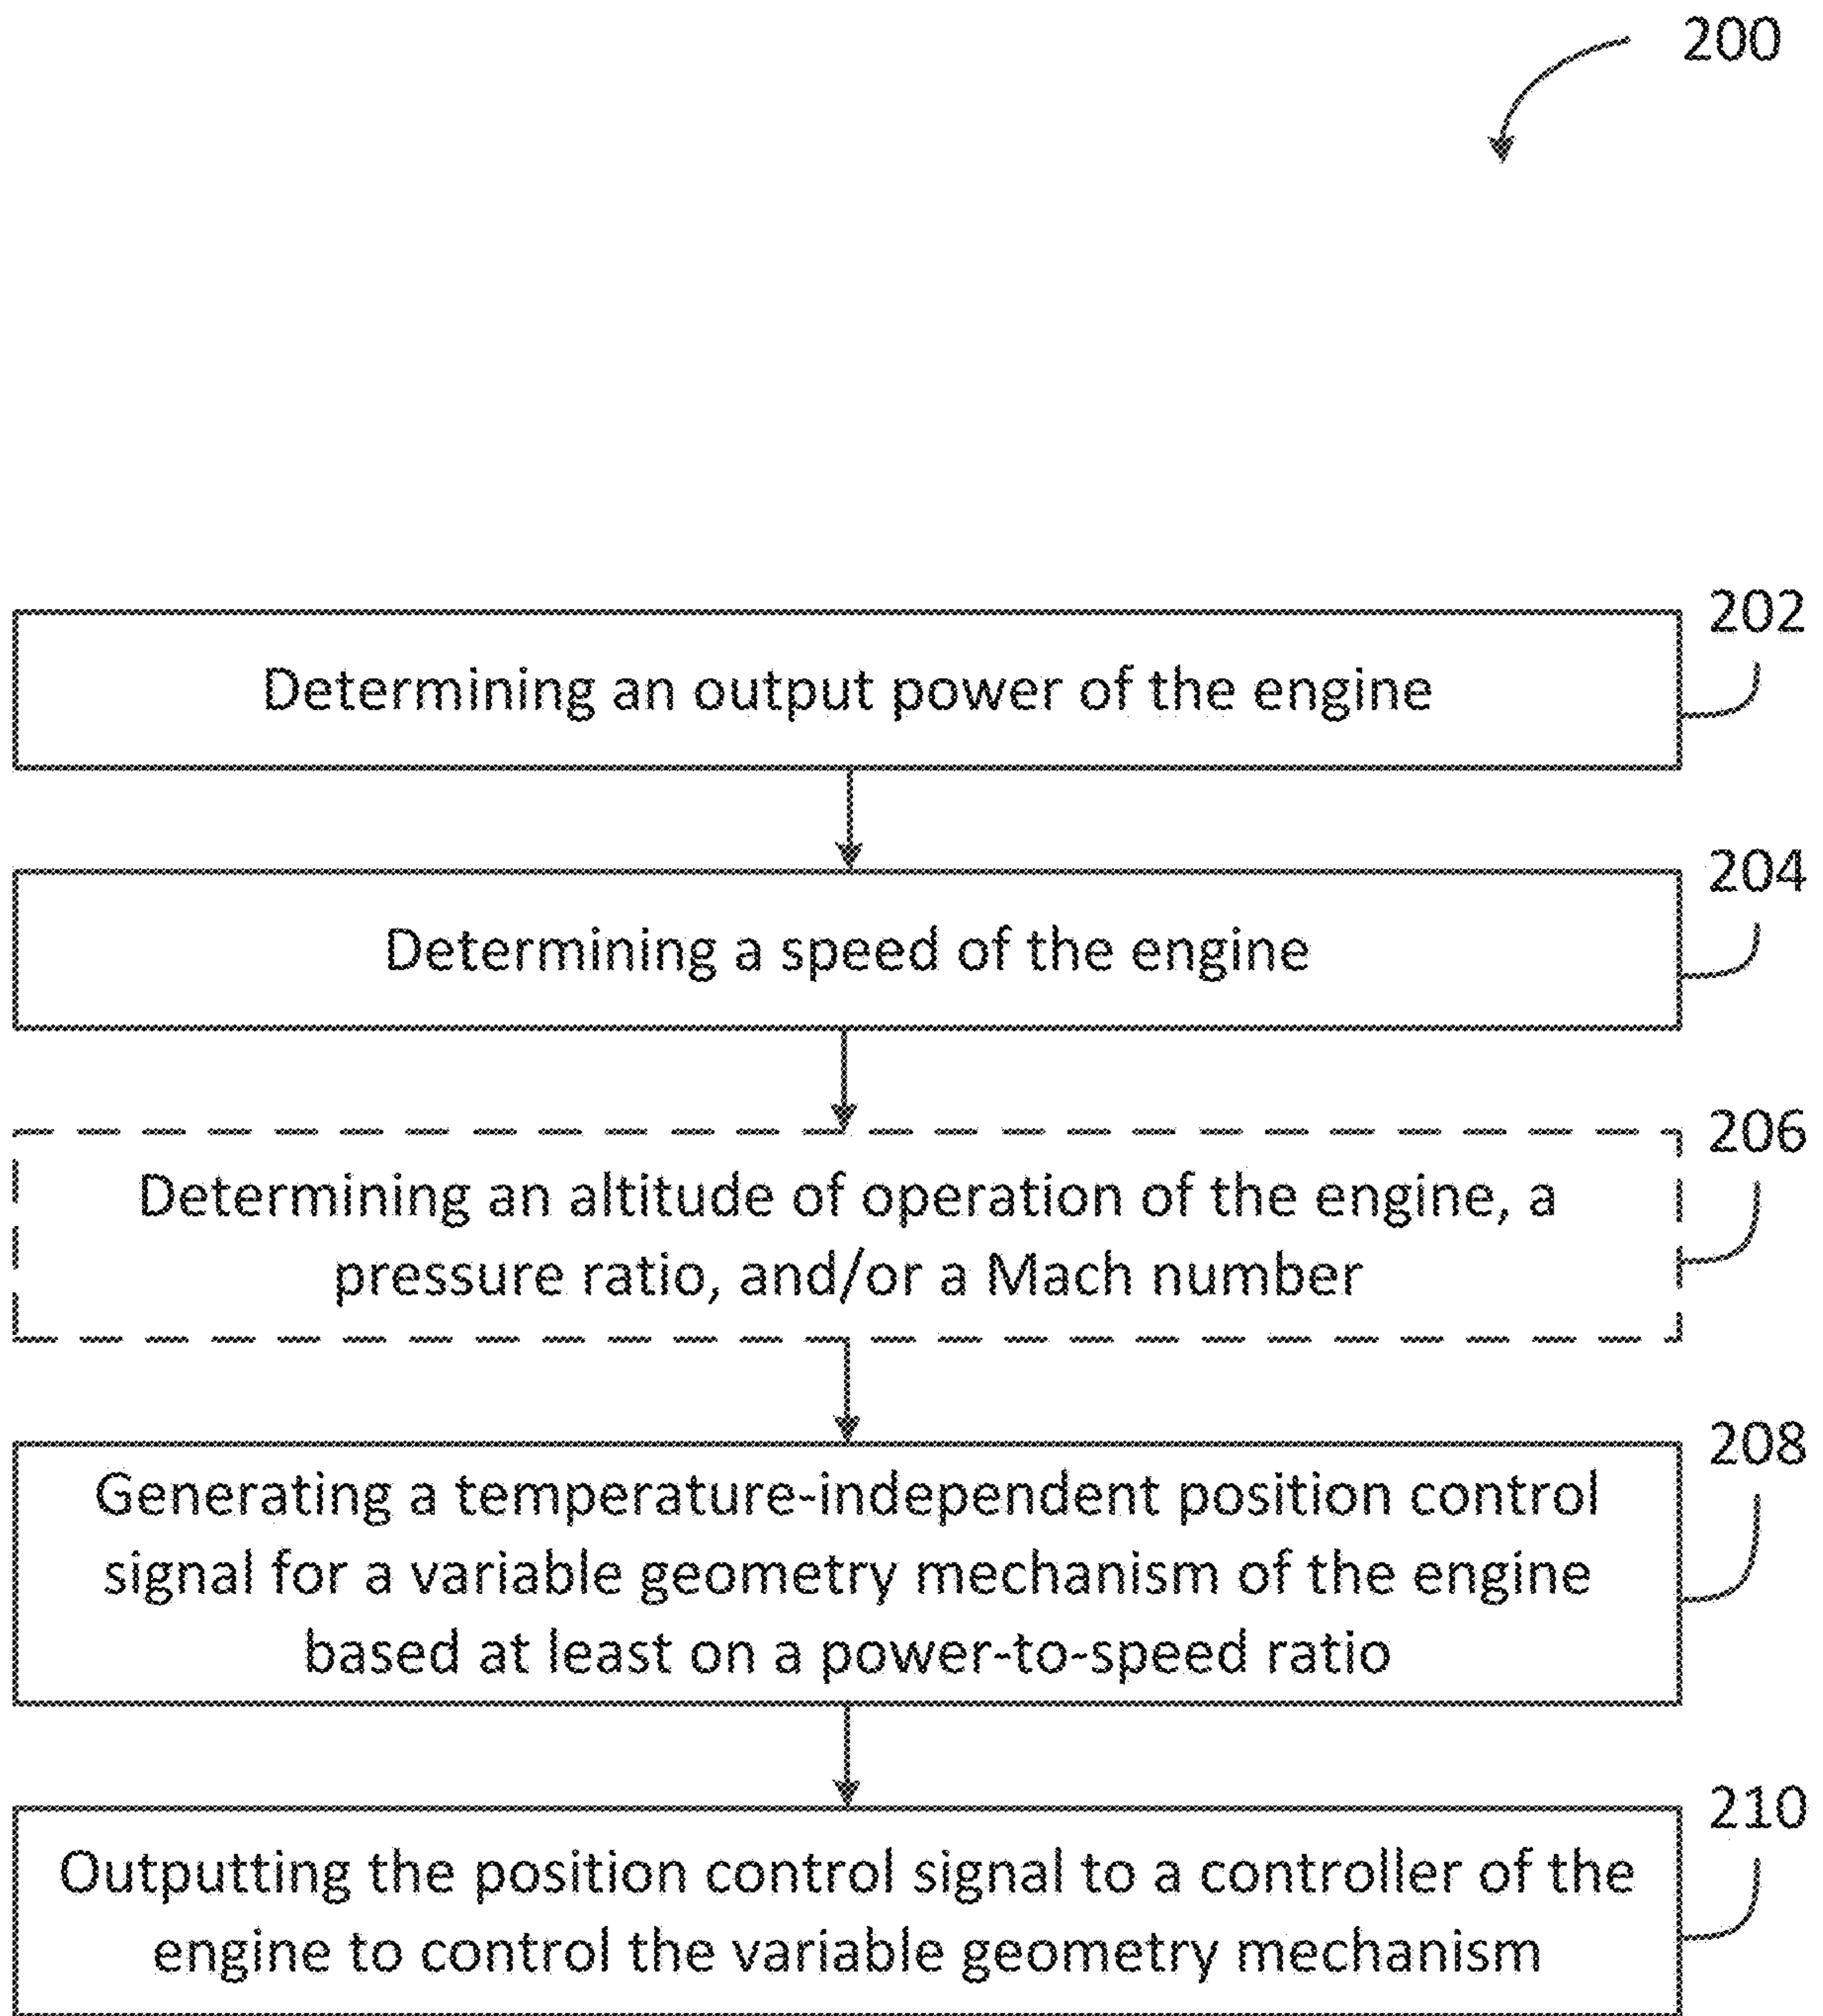 200
202
Determining an output power of the engine
204
Determining a speed of the engine
206
Determining an altitude of operation of the engine, a
pressure ratio, and/or a Mach number
208
Generating a temperature-independent position control
signal for a variable geometry mechanism of the engine
based at least on a power-to-speed ratio
210
Outputting the position control signal to a controller of the
engine to control the variable geometry mechanism